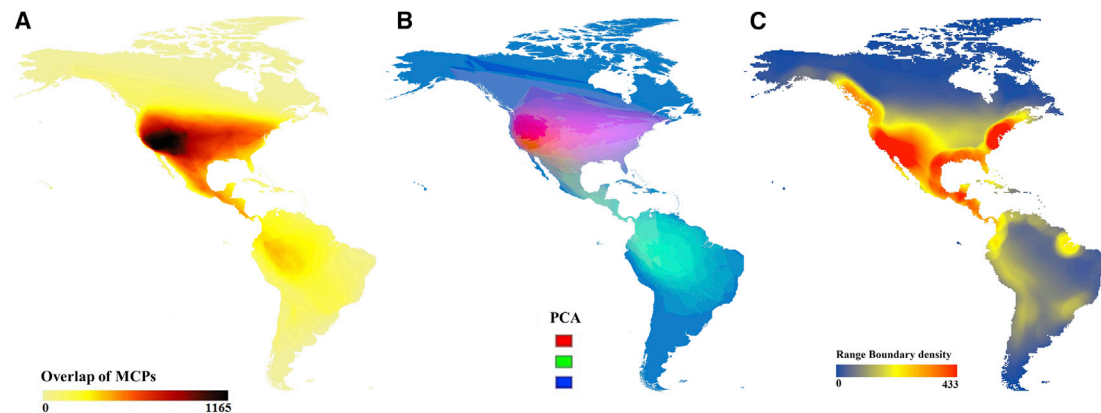 A
B
C
Overlap of MCPs
0 1165
PCA
Range Boundary density
0 433